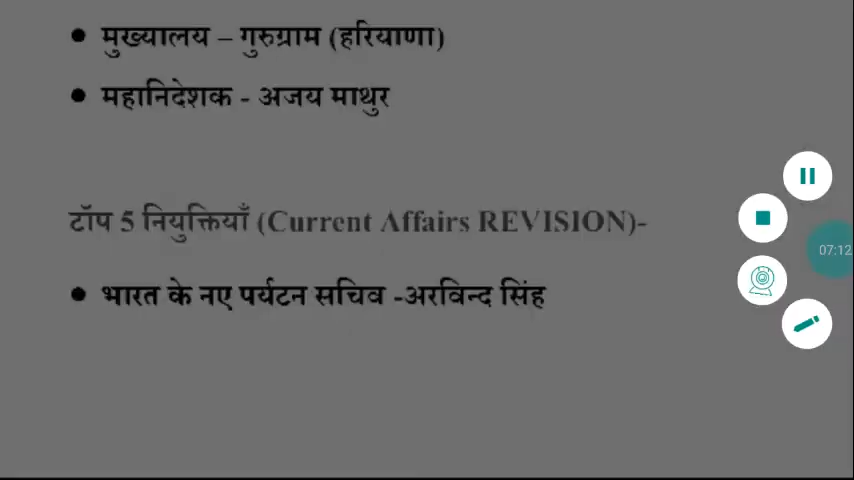 ● मुख्यालय – गुरुग्राम (हरियाणा)
● महानिदेशक - अजय माथुर
टॉप 5 नियुक्तियाँ (Current Affairs REVISION)-
● भारत के नए पर्यटन सचिव -अरविन्द सिंह
07:12